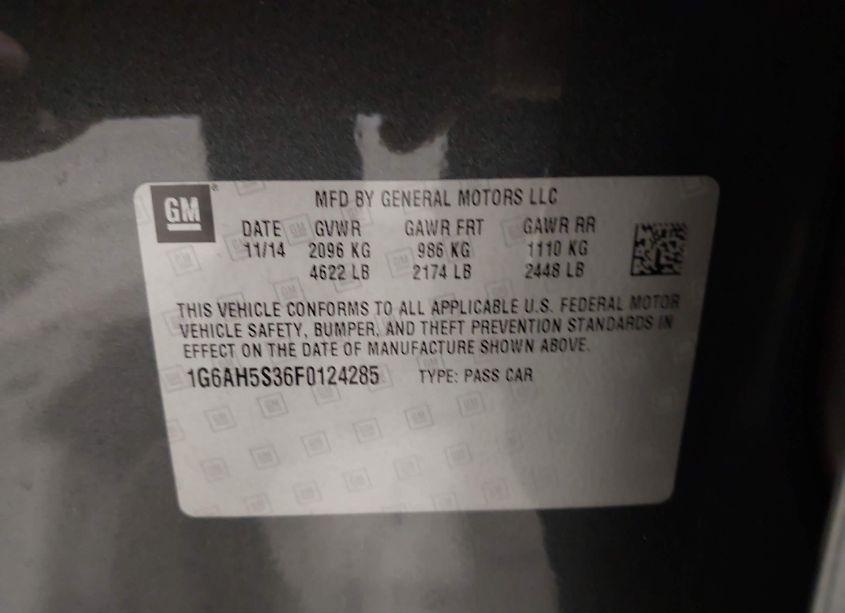 GM
MFD BY GENERAL MOTORS LLC
DATE GVWR GAWR FRT GAWR RR
11/14 2096 KG 986 KG 1110 KG
4622 LB 2174 LB 2448 LB
THIS VEHICLE CONFORMS TO ALL APPLICABLE U.S. FEDERAL MOTOR
VEHICLE SAFETY, BUMPER, AND THEFT PREVENTION STANDARDS IN
EFFECT ON THE DATE OF MANUFACTURE SHOWN ABOVE.
1G6AH5S36F0124285 TYPE: PASS CAR